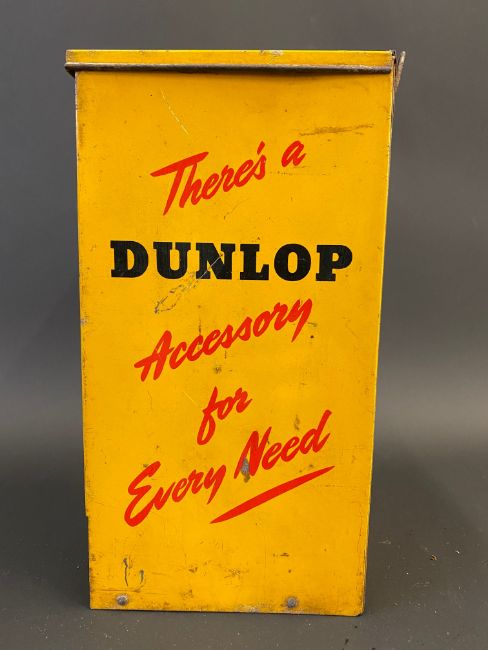 There's a
DUNLOP
Accessory
for
Every Need